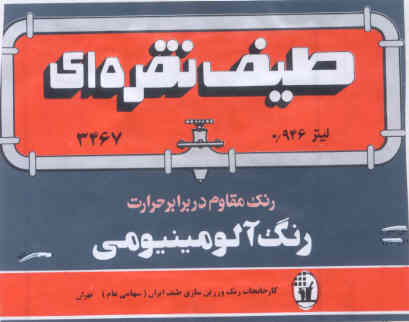 طیف نقره‌ای
۳۴۶۷
۰٫۹۴۶ لیتر
رنگ مقاوم در برابر حرارت
رنگ آلومینیومی
کارخانجات رنگ ورزین سازی طیف ایران (سهامی عام) تهران